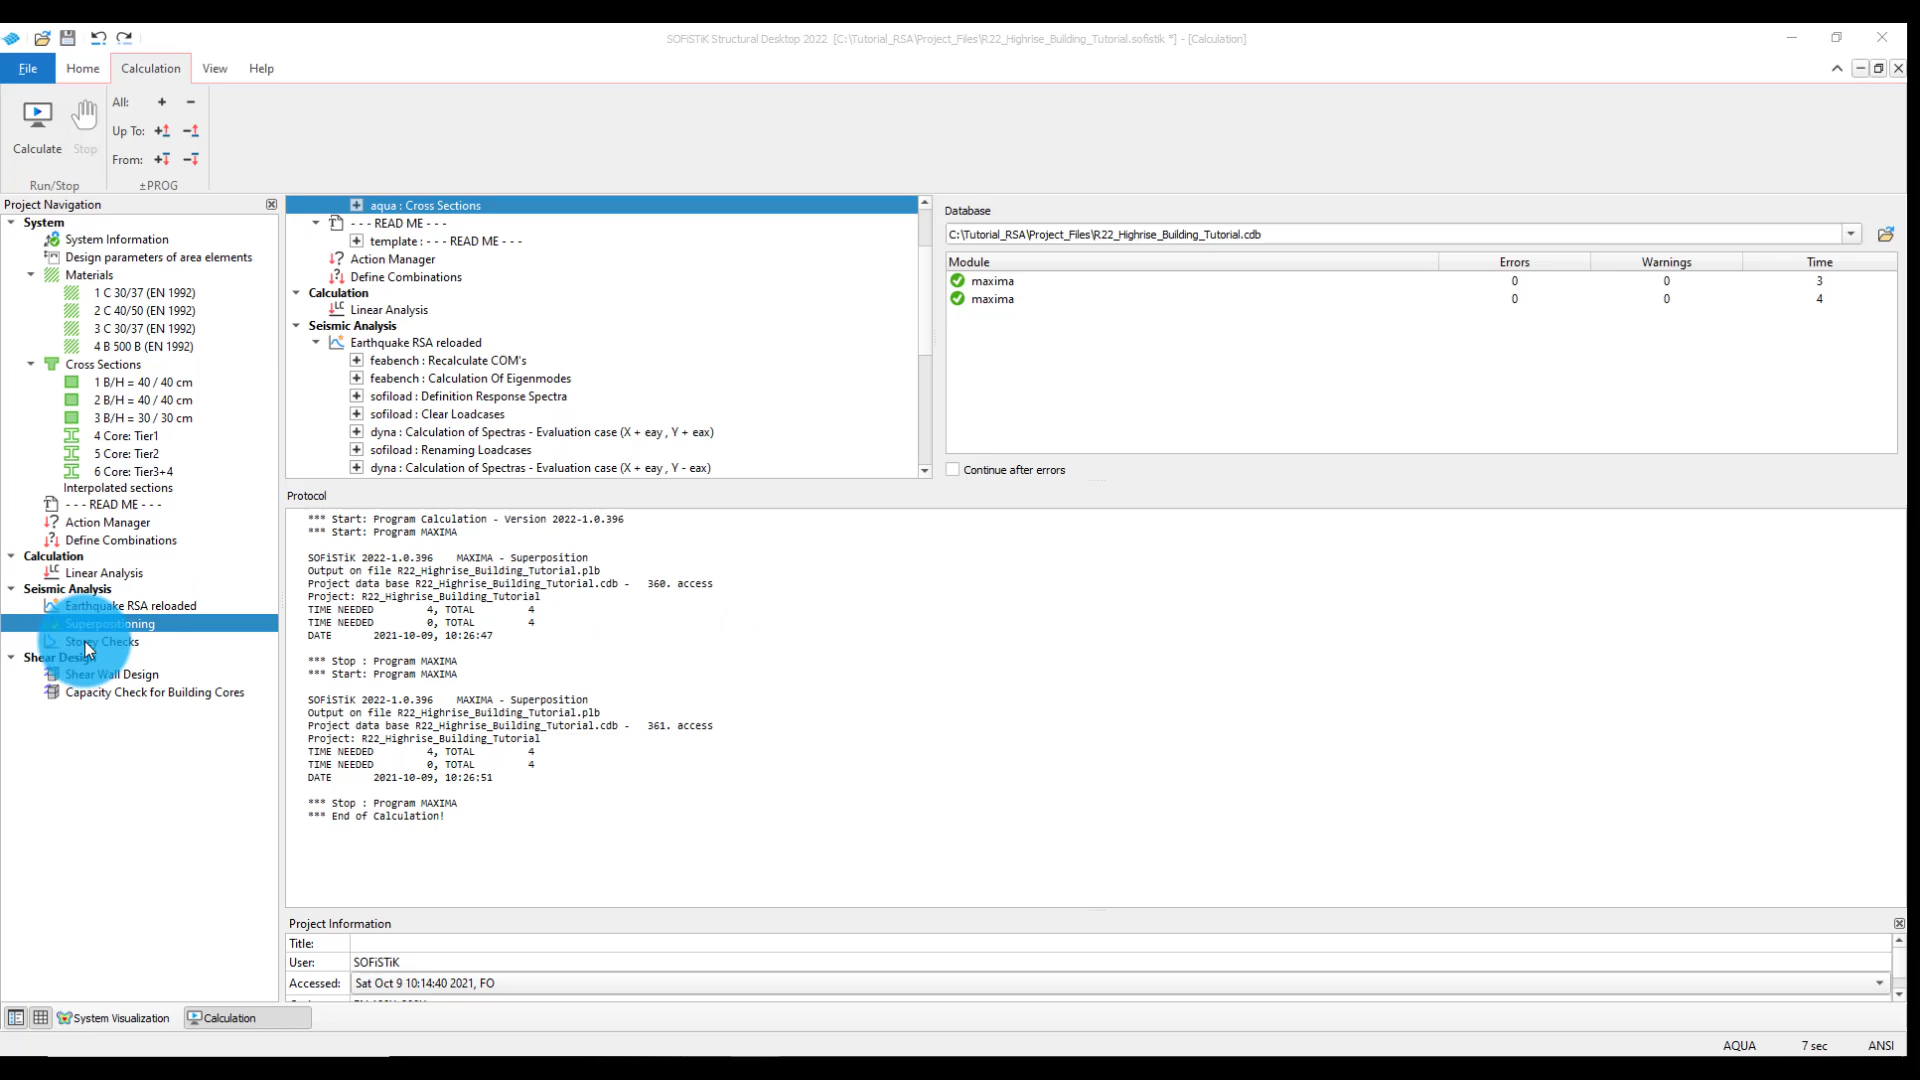 SOFiSTiK Structural Desktop 2022 [C:\Tutorial_RSA\Project_Files\R22_Highrise_Building_Tutorial.sofistik *] - [Calculation]
File Home Calculation View Help
Calculate
Stop
Run/Stop
All: + -
Up To:
From:
±PROG
Project Navigation
System
System Information
Design parameters of area elements
Materials
1 C 30/37 (EN 1992)
2 C 40/50 (EN 1992)
3 C 30/37 (EN 1992)
4 B 500 B (EN 1992)
Cross Sections
1 B/H = 40 / 40 cm
2 B/H = 40 / 40 cm
3 B/H = 30 / 30 cm
4 Core: Tier1
5 Core: Tier2
6 Core: Tier3+4
Interpolated sections
- - - READ ME - - -
Action Manager
Define Combinations
Calculation
Linear Analysis
Seismic Analysis
Earthquake RSA reloaded
Superpositioning
Storey Checks
Shear Design
Shear Wall Design
Capacity Check for Building Cores
aqua : Cross Sections
- - - READ ME - - -
template : - - - READ ME - - -
Action Manager
Define Combinations
Calculation
Linear Analysis
Seismic Analysis
Earthquake RSA reloaded
feabench : Recalculate COM's
feabench : Calculation Of Eigenmodes
sofiload : Definition Response Spectra
sofiload : Clear Loadcases
dyna : Calculation of Spectras - Evaluation case (X + eay , Y + eax)
sofiload : Renaming Loadcases
dyna : Calculation of Spectras - Evaluation case (X + eay , Y - eax)
Database
C:\Tutorial_RSA\Project_Files\R22_Highrise_Building_Tutorial.cdb
Module Errors Warnings Time
maxima 0 0 3
maxima 0 0 4
Continue after errors
Protocol
*** Start: Program Calculation - Version 2022-1.0.396
*** Start: Program MAXIMA
SOFiSTiK 2022-1.0.396 MAXIMA - Superposition
Output on file R22_Highrise_Building_Tutorial.plb
Project data base R22_Highrise_Building_Tutorial.cdb - 360. access
Project: R22_Highrise_Building_Tutorial
TIME NEEDED 4, TOTAL 4
TIME NEEDED 0, TOTAL 4
DATE 2021-10-09, 10:26:47
*** Stop : Program MAXIMA
*** Start: Program MAXIMA
SOFiSTiK 2022-1.0.396 MAXIMA - Superposition
Output on file R22_Highrise_Building_Tutorial.plb
Project data base R22_Highrise_Building_Tutorial.cdb - 361. access
Project: R22_Highrise_Building_Tutorial
TIME NEEDED 4, TOTAL 4
TIME NEEDED 0, TOTAL 4
DATE 2021-10-09, 10:26:51
*** Stop : Program MAXIMA
*** End of Calculation!
Project Information
Title:
User: SOFiSTiK
Accessed: Sat Oct 9 10:14:40 2021, FO
System Visualization Calculation
AQUA 7 sec ANSI